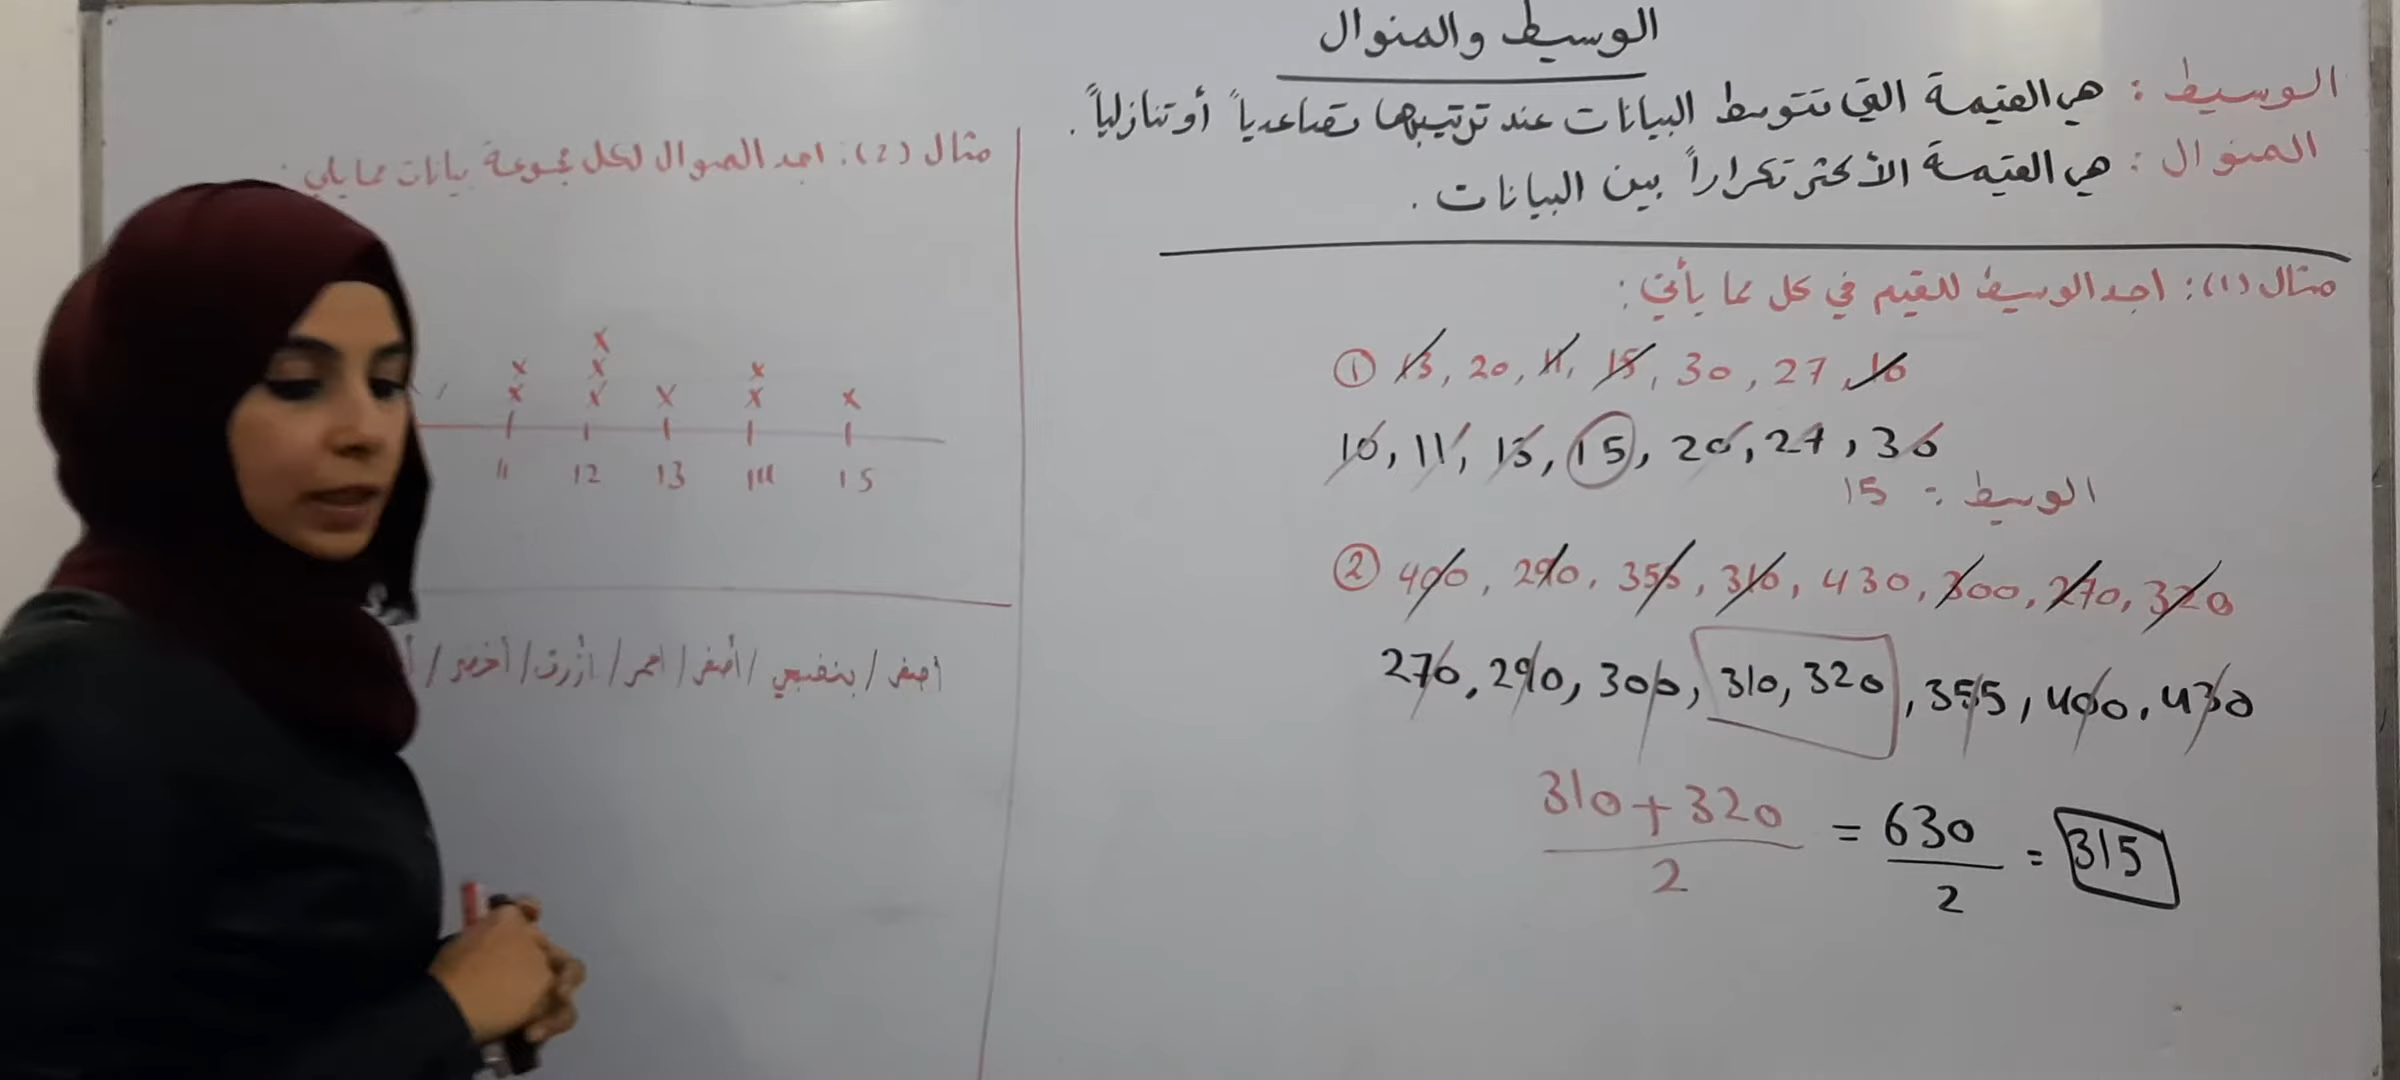 الوسيط والمنوال
الوسيط : هي القيمة التي تتوسط البيانات عند ترتيبها تصاعدياً أو تنازلياً .
المنوال : هي القيمة الأكثر تكراراً بين البيانات .
مثال (١): اجد الوسيط للقيم في كل مما يأتي :
① 13, 20, 11, 15, 30, 27, 10
10, 11, 13, 15, 20, 27, 30
الوسيط = 15
② 400, 290, 355, 310, 430, 300, 270, 320
270, 290, 300, 310, 320, 355, 400, 430
310+320
2
= 630
2
= 315
مثال (2): اجد المنوال لكل مجموعة بيانات مما يلي :
x x x x x x x x x
11 12 13 14 15
اصفر / بنفسجي / أصفر / احمر / أزرق / أخضر /